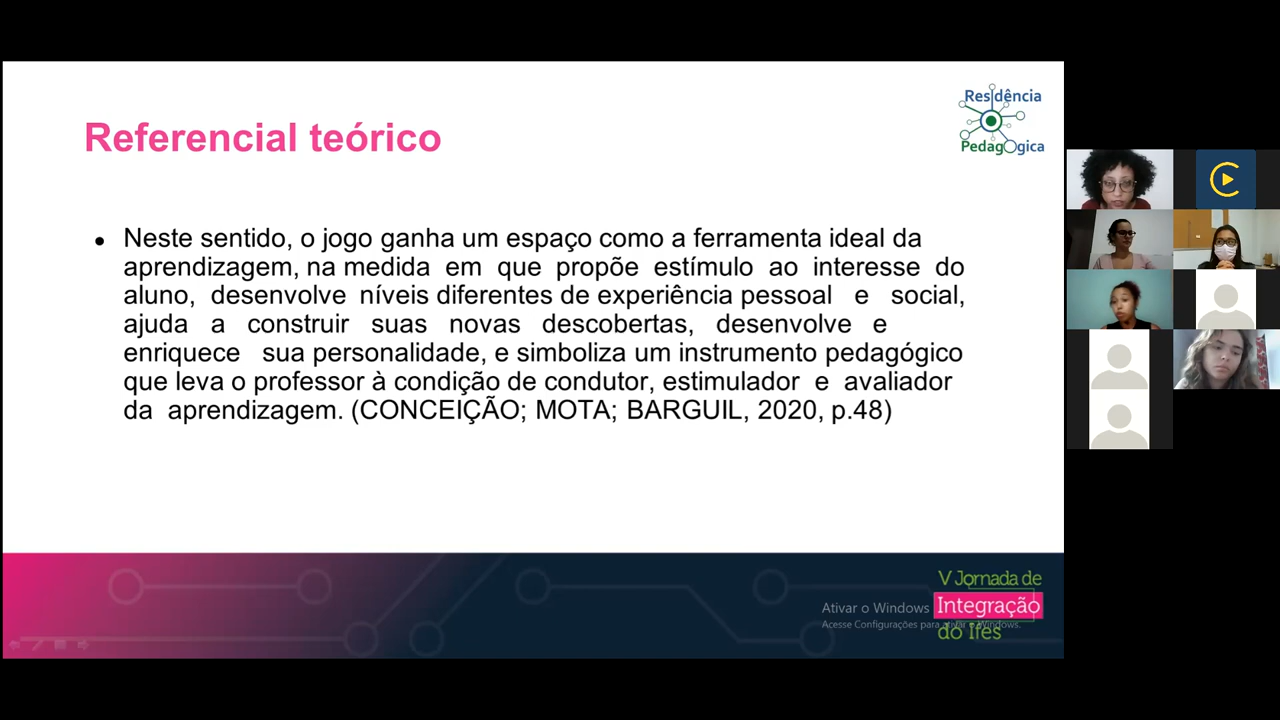 Residência
Pedagógica
Referencial teórico
Neste sentido, o jogo ganha um espaço como a ferramenta ideal da
aprendizagem, na medida em que propõe estímulo ao interesse do
aluno, desenvolve níveis diferentes de experiência pessoal e social,
ajuda a construir suas novas descobertas, desenvolve e
enriquece sua personalidade, e simboliza um instrumento pedagógico
que leva o professor à condição de condutor, estimulador e avaliador
da aprendizagem. (CONCEIÇÃO; MOTA; BARGUIL, 2020, p.48)
V Jornada de
Integração
do Ifes
Ativar o Windows
Acesse Configurações para ativar o Windows.